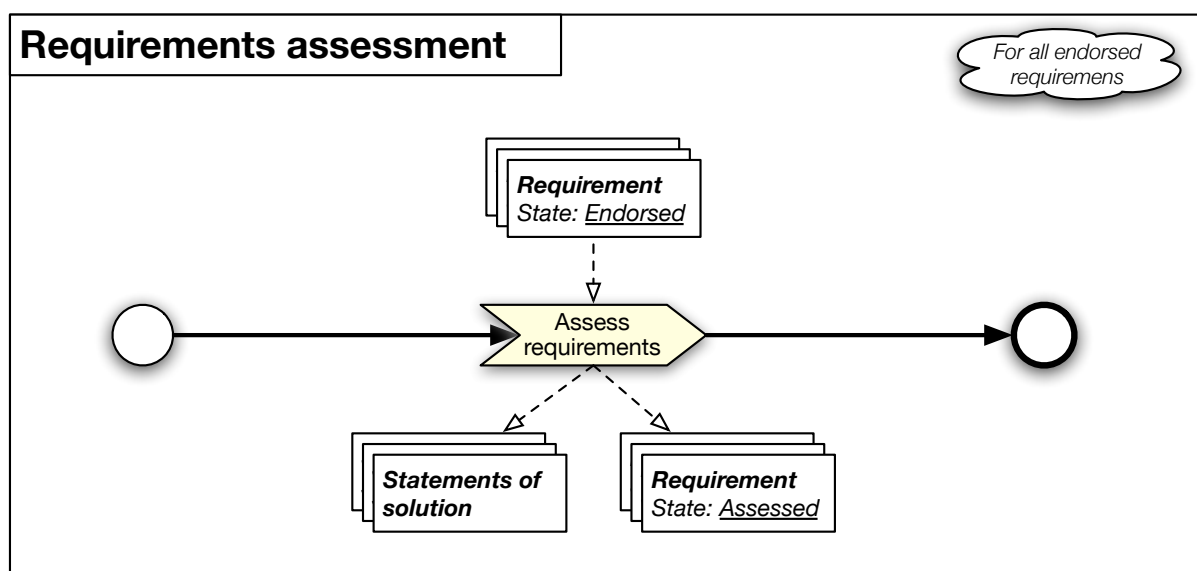 Requirements assessment
For all endorsed
requiremens
Requirement
State: Endorsed
Assess
requirements
Statements of
solution
Requirement
State: Assessed